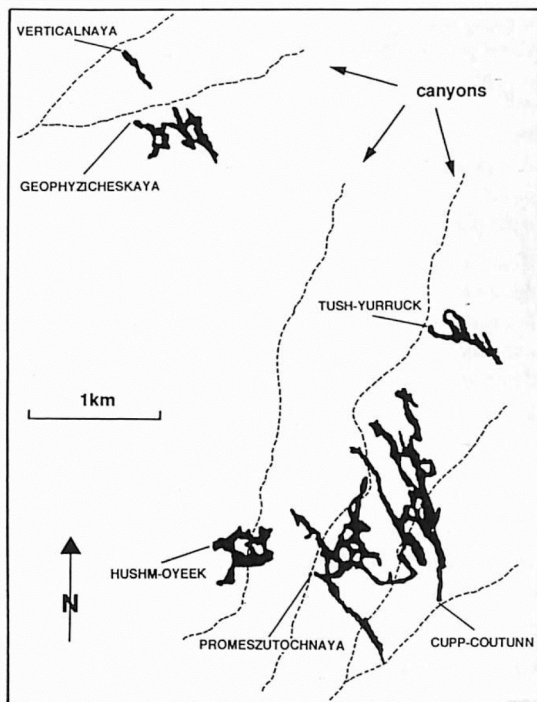 VERTICALNAYA
canyons
GEOPHYZICHESKAYA
TUSH-YURRUCK
1km
HUSHM-OYEEK
N
PROMESZUTOCHNAYA
CUPP-COUTUNN